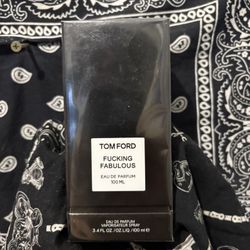 TOM FORD
FUCKING
FABULOUS
EAU DE PARFUM
100 ML
EAU DE PARFUM
VAPORISATEUR SPRAY
3.4 FL.OZ./OZ.LIQ./100 ml ℮